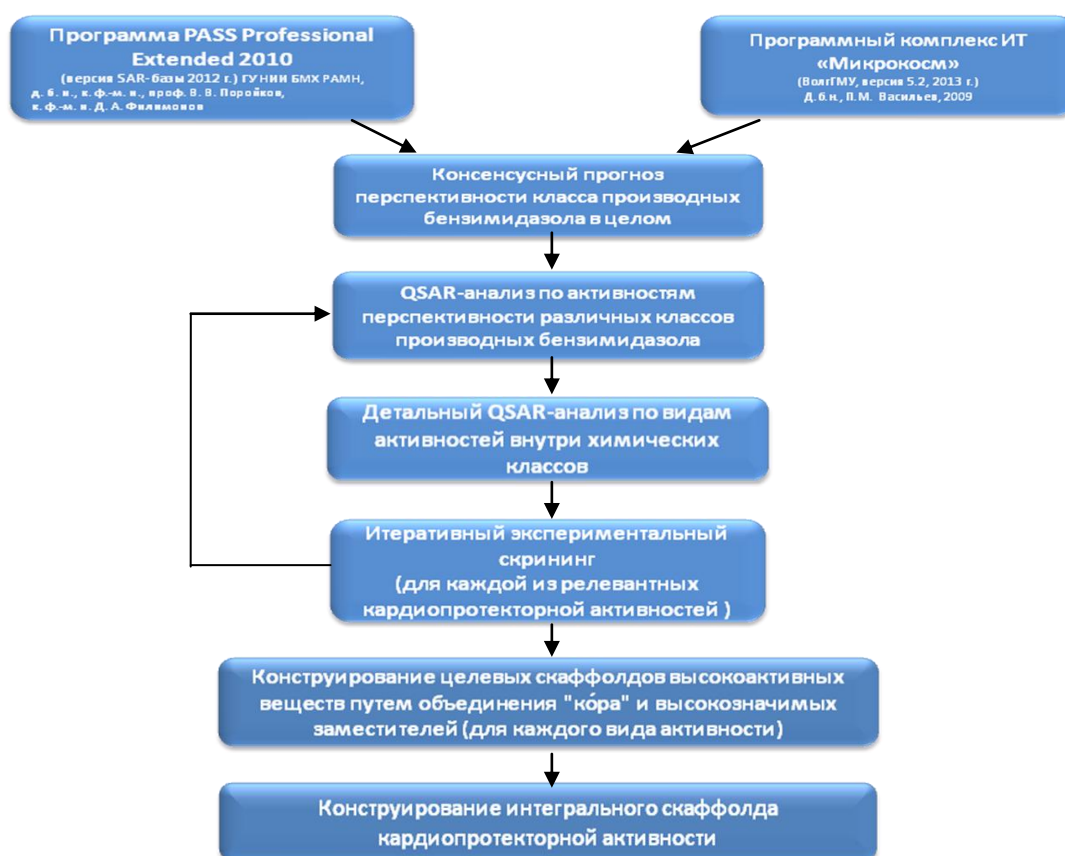 Программа PASS Professional
Extended 2010
(версия SAR-базы 2012 г.) ГУ НИИ БМХ РАМН,
д. б. н., к. ф.-м. н., проф. В. В. Поройков,
к. ф.-м. н. Д. А. Филимонов
Программный комплекс ИТ
«Микрокосм»
(ВолгГМУ, версия 5.2, 2013 г.)
Д.б.н., П.М. Васильев, 2009
Консенсусный прогноз
перспективности класса производных
бензимидазола в целом
QSAR-анализ по активностям
перспективности различных классов
производных бензимидазола
Детальный QSAR-анализ по видам
активностей внутри химических
классов
Итеративный экспериментальный
скрининг
(для каждой из релевантных
кардиопротекторной активностей )
Конструирование целевых скаффолдов высокоактивных
веществ путем объединения "ко́ра" и высокозначимых
заместителей (для каждого вида активности)
Конструирование интегрального скаффолда
кардиопротекторной активности